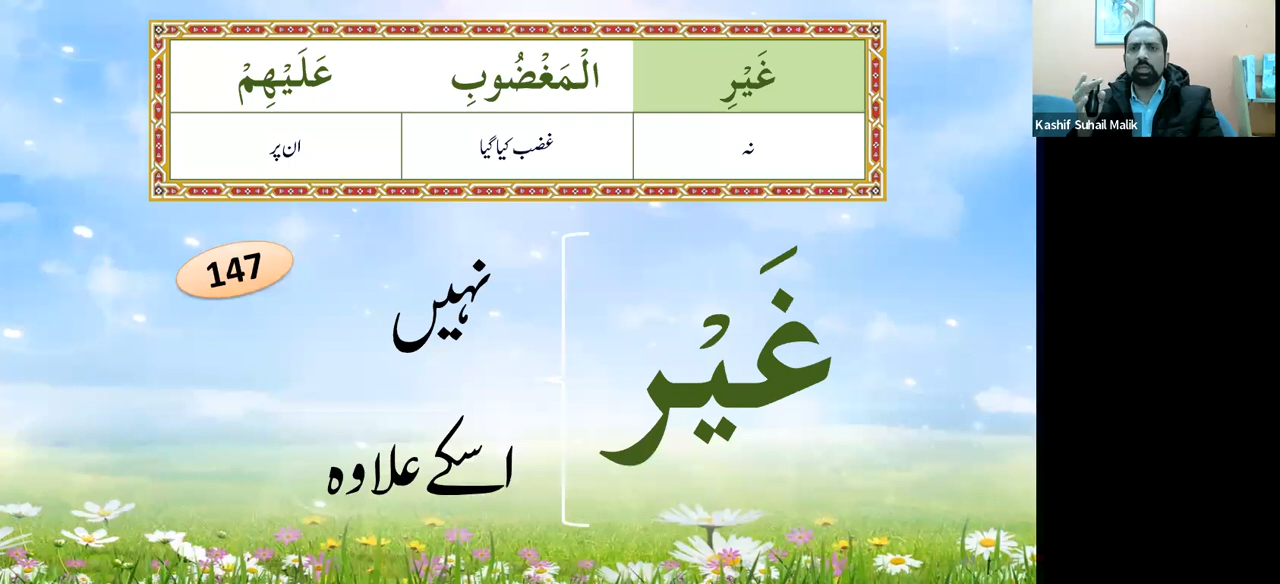 غَيْرِ الْمَغْضُوبِ عَلَيْهِمْ
نہ غضب کیا گیا ان پر
غَيْر
نہیں
اسکے علاوہ
147
Kashif Suhail Malik